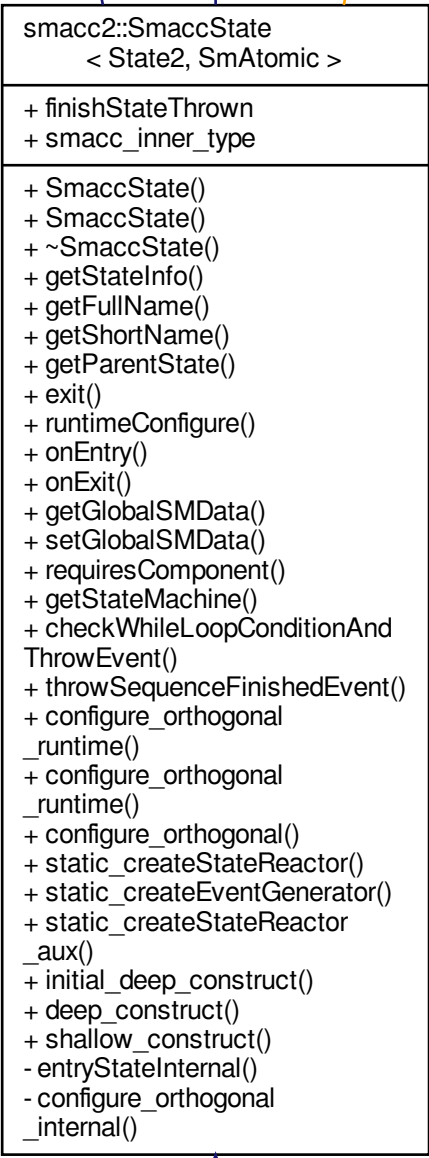 smacc2::SmaccState
< State2, SmAtomic >
+ finishStateThrown
+ smacc_inner_type
+ SmaccState()
+ SmaccState()
+ ~SmaccState()
+ getStateInfo()
+ getFullName()
+ getShortName()
+ getParentState()
+ exit()
+ runtimeConfigure()
+ onEntry()
+ onExit()
+ getGlobalSMData()
+ setGlobalSMData()
+ requiresComponent()
+ getStateMachine()
+ checkWhileLoopConditionAnd
ThrowEvent()
+ throwSequenceFinishedEvent()
+ configure_orthogonal
_runtime()
+ configure_orthogonal
_runtime()
+ configure_orthogonal()
+ static_createStateReactor()
+ static_createEventGenerator()
+ static_createStateReactor
_aux()
+ initial_deep_construct()
+ deep_construct()
+ shallow_construct()
- entryStateInternal()
- configure_orthogonal
_internal()